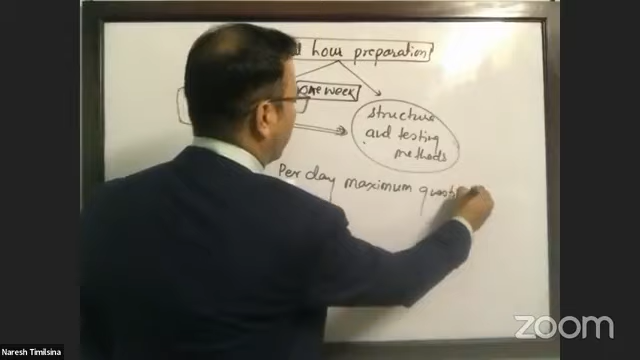 hour preparation
one week
structure
and testing
methods
Per day maximum
Naresh Timilsina
zoom